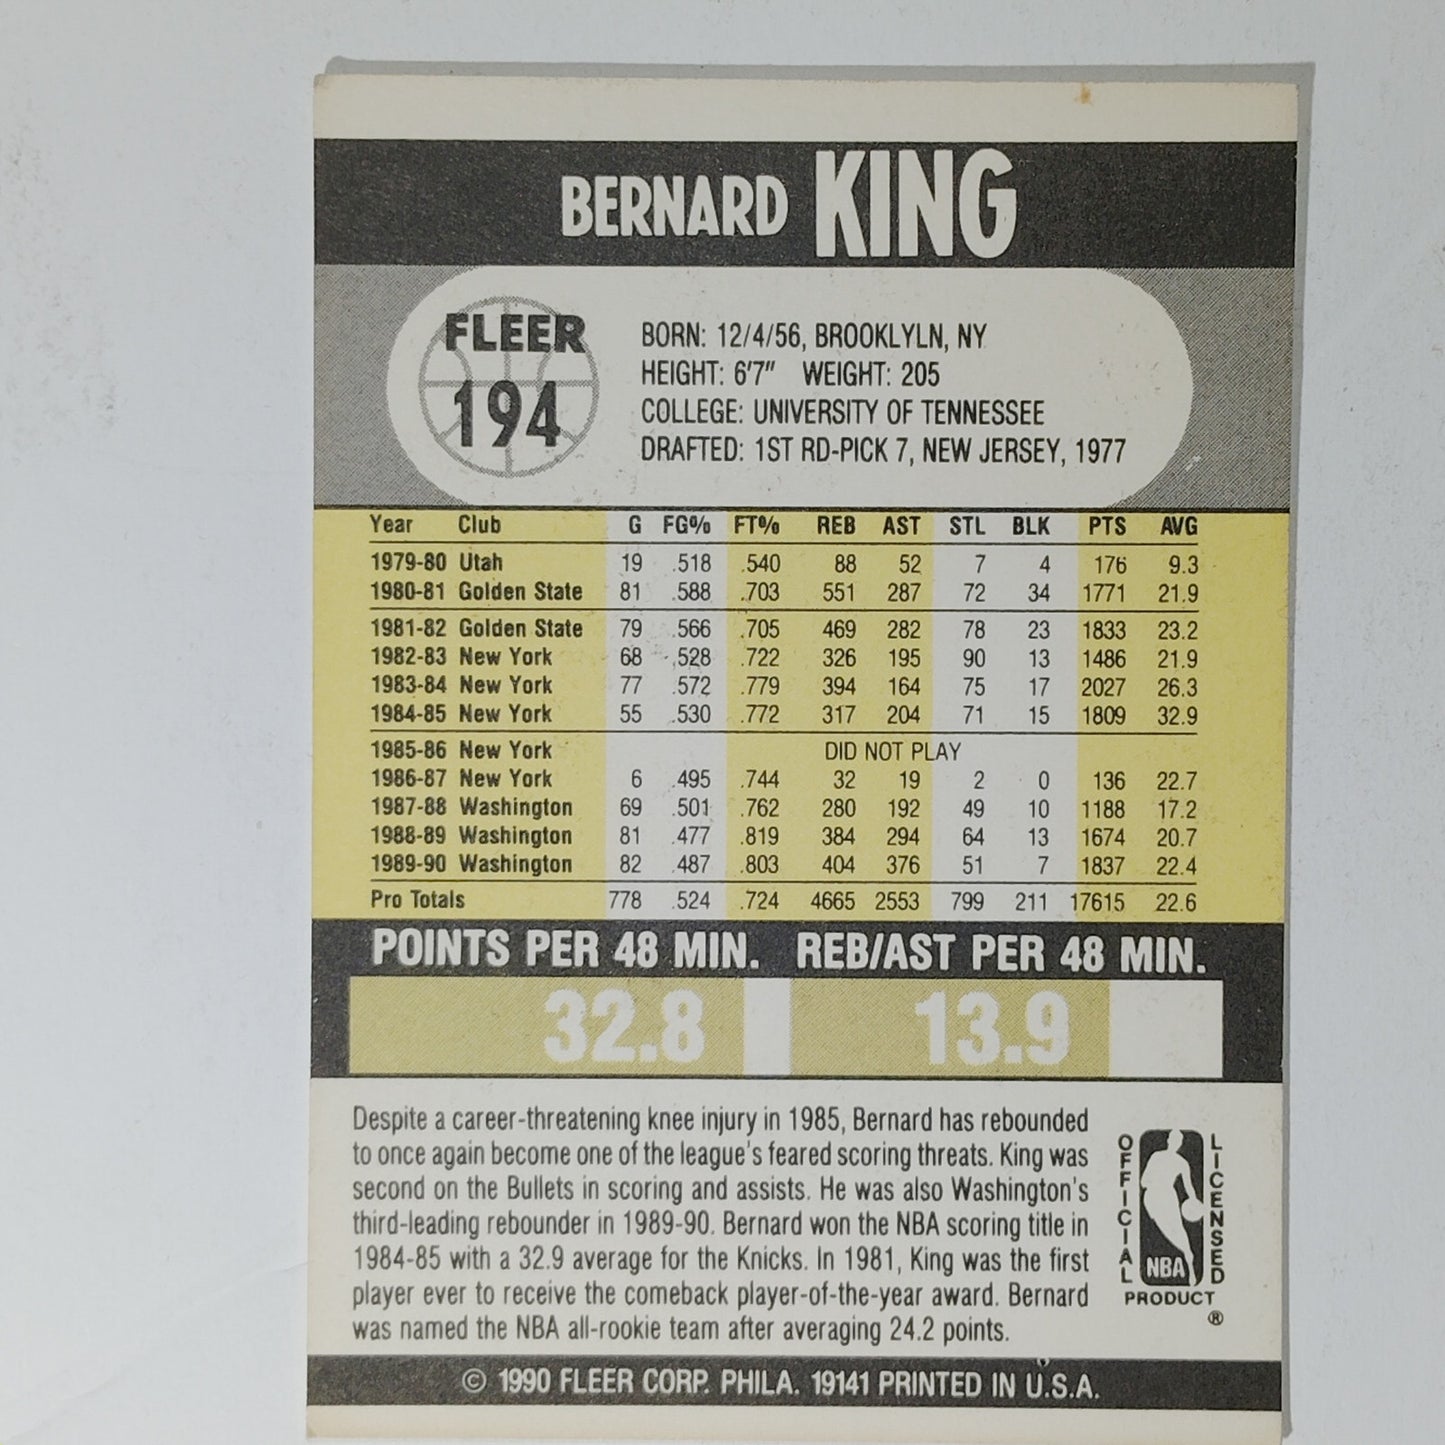 BERNARD KING
FLEER
194
BORN: 12/4/56, BROOKLYLN, NY
HEIGHT: 6'7" WEIGHT: 205
COLLEGE: UNIVERSITY OF TENNESSEE
DRAFTED: 1ST RD-PICK 7, NEW JERSEY, 1977
Year Club G FG% FT% REB AST STL BLK PTS AVG
1979-80 Utah 19 .518 .540 88 52 7 4 176 9.3
1980-81 Golden State 81 .588 .703 551 287 72 34 1771 21.9
1981-82 Golden State 79 .566 .705 469 282 78 23 1833 23.2
1982-83 New York 68 .528 .722 326 195 90 13 1486 21.9
1983-84 New York 77 .572 .779 394 164 75 17 2027 26.3
1984-85 New York 55 .530 .772 317 204 71 15 1809 32.9
1985-86 New York DID NOT PLAY
1986-87 New York 6 .495 .744 32 19 2 0 136 22.7
1987-88 Washington 69 .501 .762 280 192 49 10 1188 17.2
1988-89 Washington 81 .477 .819 384 294 64 13 1674 20.7
1989-90 Washington 82 .487 .803 404 376 51 7 1837 22.4
Pro Totals 778 .524 .724 4665 2553 799 211 17615 22.6
POINTS PER 48 MIN. REB/AST PER 48 MIN.
32.8 13.9
Despite a career-threatening knee injury in 1985, Bernard has rebounded
to once again become one of the league's feared scoring threats. King was
second on the Bullets in scoring and assists. He was also Washington's
third-leading rebounder in 1989-90. Bernard won the NBA scoring title in
1984-85 with a 32.9 average for the Knicks. In 1981, King was the first
player ever to receive the comeback player-of-the-year award. Bernard
was named the NBA all-rookie team after averaging 24.2 points.
OFFICIAL
LICENSED
NBA
PRODUCT
®
© 1990 FLEER CORP. PHILA. 19141 PRINTED IN U.S.A.